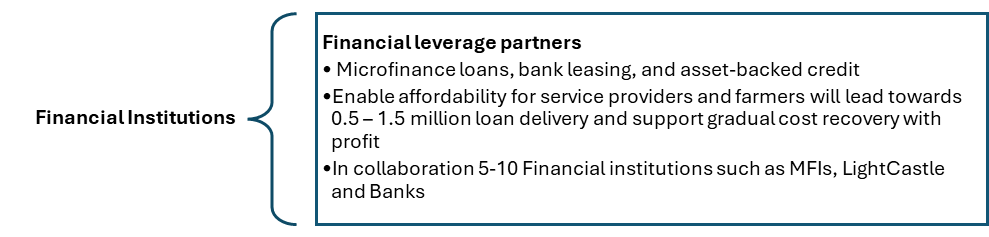 Financial Institutions
Financial leverage partners
• Microfinance loans, bank leasing, and asset-backed credit
•Enable affordability for service providers and farmers will lead towards
0.5 – 1.5 million loan delivery and support gradual cost recovery with
profit
•In collaboration 5-10 Financial institutions such as MFIs, LightCastle
and Banks